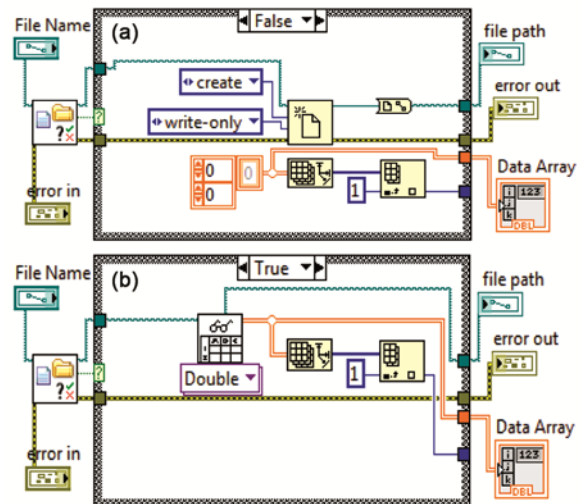 File Name
(a)
False
file path
create
write-only
error out
error in
0
0
0
1
Data Array
i
j
k
123
DBL
File Name
(b)
True
file path
Double
1
error out
error in
Data Array
i
j
k
123
DBL